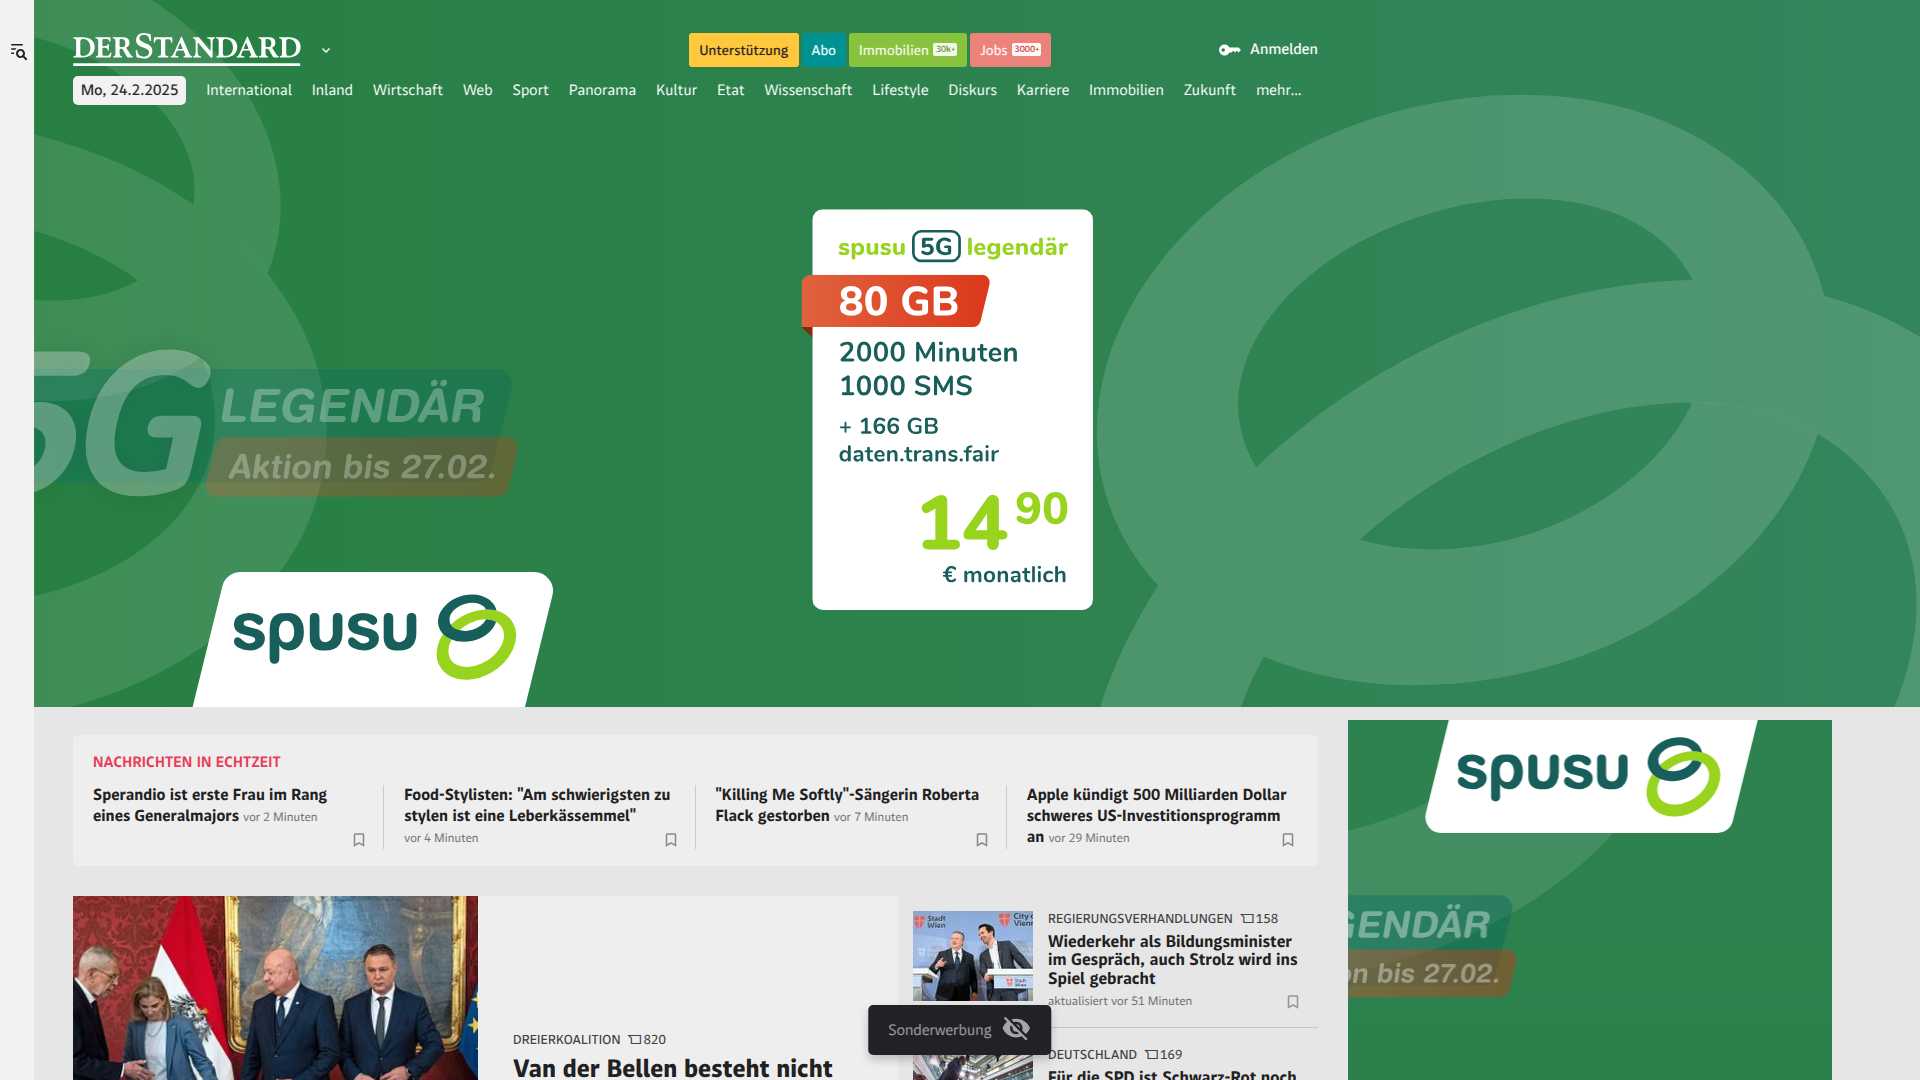 DERSTANDARD
Unterstützung
Abo
Immobilien 30k+
Jobs 3000+
Anmelden
Mo, 24.2.2025
International
Inland
Wirtschaft
Web
Sport
Panorama
Kultur
Etat
Wissenschaft
Lifestyle
Diskurs
Karriere
Immobilien
Zukunft
mehr...
spusu 5G legendär
80 GB
2000 Minuten
1000 SMS
+ 166 GB
daten.trans.fair
14 90
€ monatlich
5G LEGENDÄR
Aktion bis 27.02.
spusu
NACHRICHTEN IN ECHTZEIT
Sperandio ist erste Frau im Rang
eines Generalmajors vor 2 Minuten
Food-Stylisten: "Am schwierigsten zu
stylen ist eine Leberkässemmel"
vor 4 Minuten
"Killing Me Softly"-Sängerin Roberta
Flack gestorben vor 7 Minuten
Apple kündigt 500 Milliarden Dollar
schweres US-Investitionsprogramm
an vor 29 Minuten
spusu
GENDÄR
n bis 27.02.
DREIERKOALITION 820
Van der Bellen besteht nicht
Stadt
Wien
REGIERUNGSVERHANDLUNGEN 158
Wiederkehr als Bildungsminister
im Gespräch, auch Strolz wird ins
Spiel gebracht
aktualisiert vor 51 Minuten
Sonderwerbung
DEUTSCHLAND 169
Für die SPD ist Schwarz-Rot noch